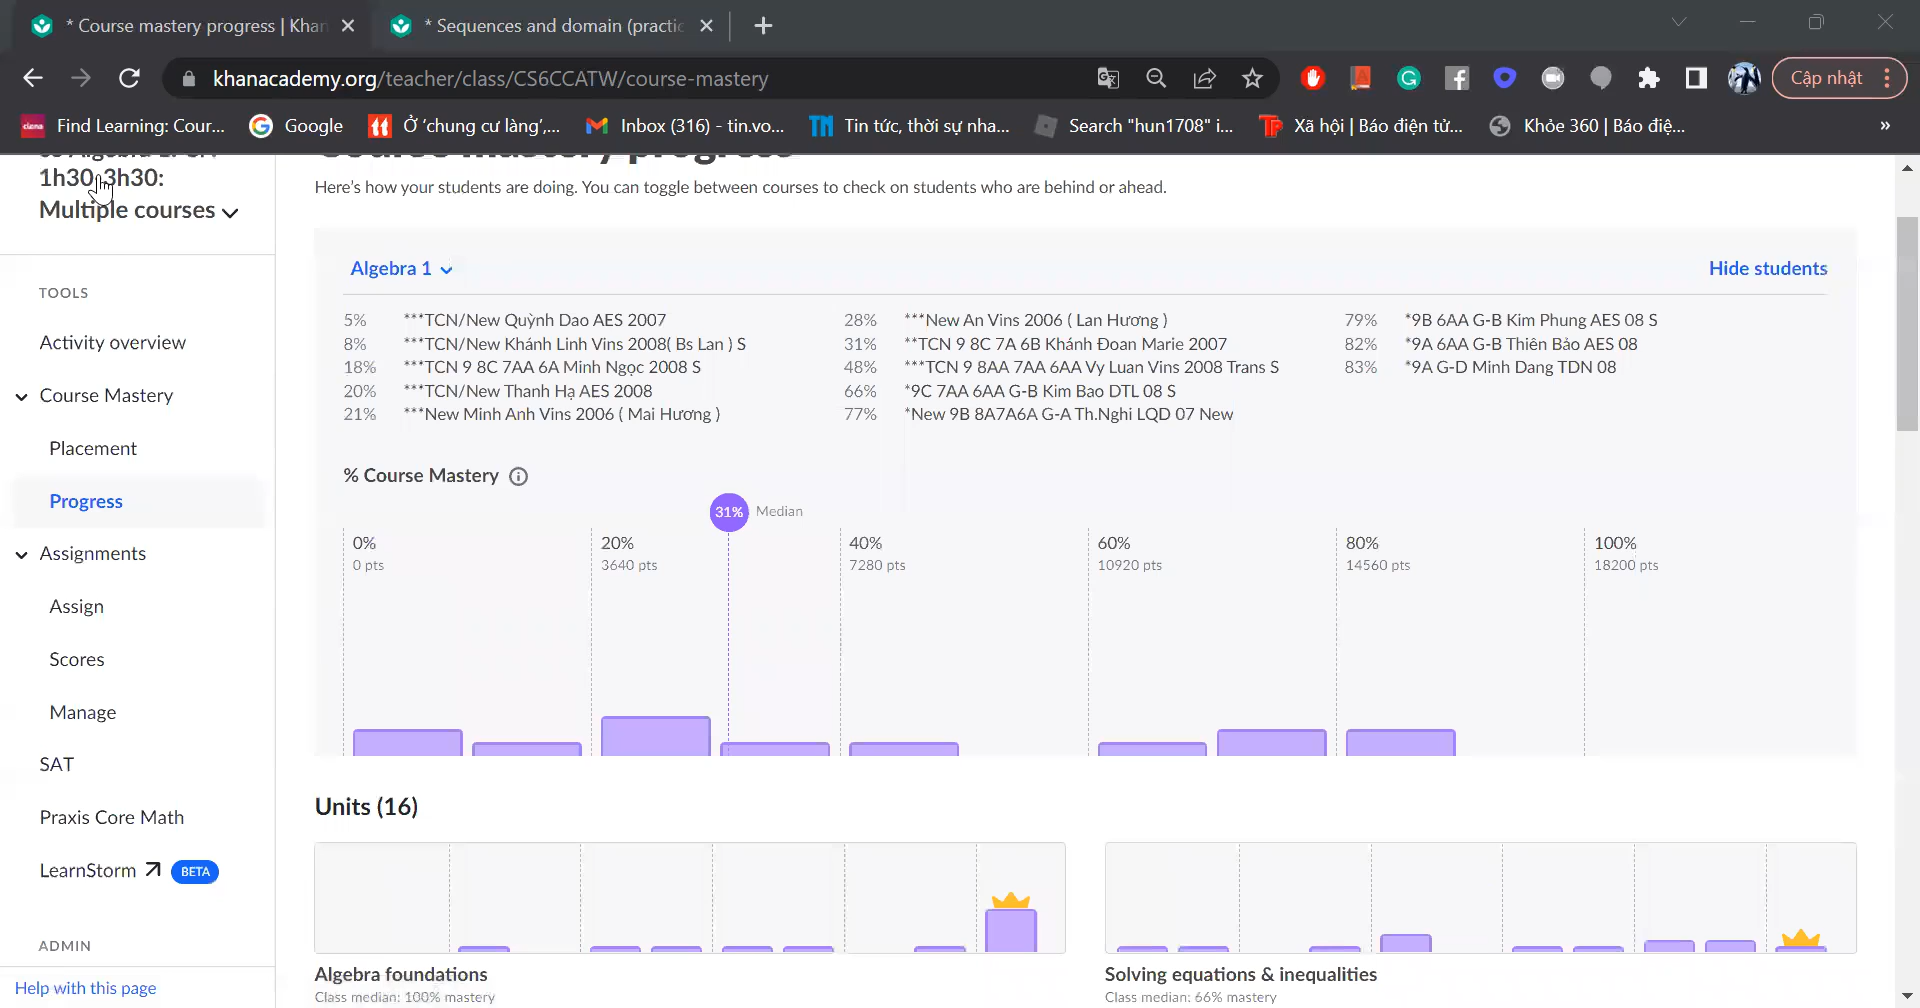 * Course mastery progress | Khan
* Sequences and domain (practic
khanacademy.org/teacher/class/CS6CCATW/course-mastery
Cập nhật
Find Learning: Cour...
Google
Ở 'chung cư làng',...
Inbox (316) - tin.vo...
Tin tức, thời sự nha...
Search "hun1708" i...
Xã hội | Báo điện tử...
Khỏe 360 | Báo điệ...
»
1h30-3h30:
Multiple courses
TOOLS
Activity overview
Course Mastery
Placement
Progress
Assignments
Assign
Scores
Manage
SAT
Praxis Core Math
LearnStorm BETA
ADMIN
Help with this page
Course mastery progress
Here's how your students are doing. You can toggle between courses to check on students who are behind or ahead.
Algebra 1
Hide students
5% ***TCN/New Quỳnh Dao AES 2007
8% ***TCN/New Khánh Linh Vins 2008( Bs Lan ) S
18% ***TCN 9 8C 7AA 6A Minh Ngọc 2008 S
20% ***TCN/New Thanh Hạ AES 2008
21% ***New Minh Anh Vins 2006 ( Mai Hương )
28% ***New An Vins 2006 ( Lan Hương )
31% **TCN 9 8C 7A 6B Khánh Đoan Marie 2007
48% ***TCN 9 8AA 7AA 6AA Vy Luan Vins 2008 Trans S
66% *9C 7AA 6AA G-B Kim Bao DTL 08 S
77% *New 9B 8A7A6A G-A Th.Nghi LQD 07 New
79% *9B 6AA G-B Kim Phung AES 08 S
82% *9A 6AA G-B Thiên Bảo AES 08
83% *9A G-D Minh Dang TDN 08
% Course Mastery
31% Median
0%
0 pts
20%
3640 pts
40%
7280 pts
60%
10920 pts
80%
14560 pts
100%
18200 pts
Units (16)
Algebra foundations
Class median: 100% mastery
Solving equations & inequalities
Class median: 66% mastery